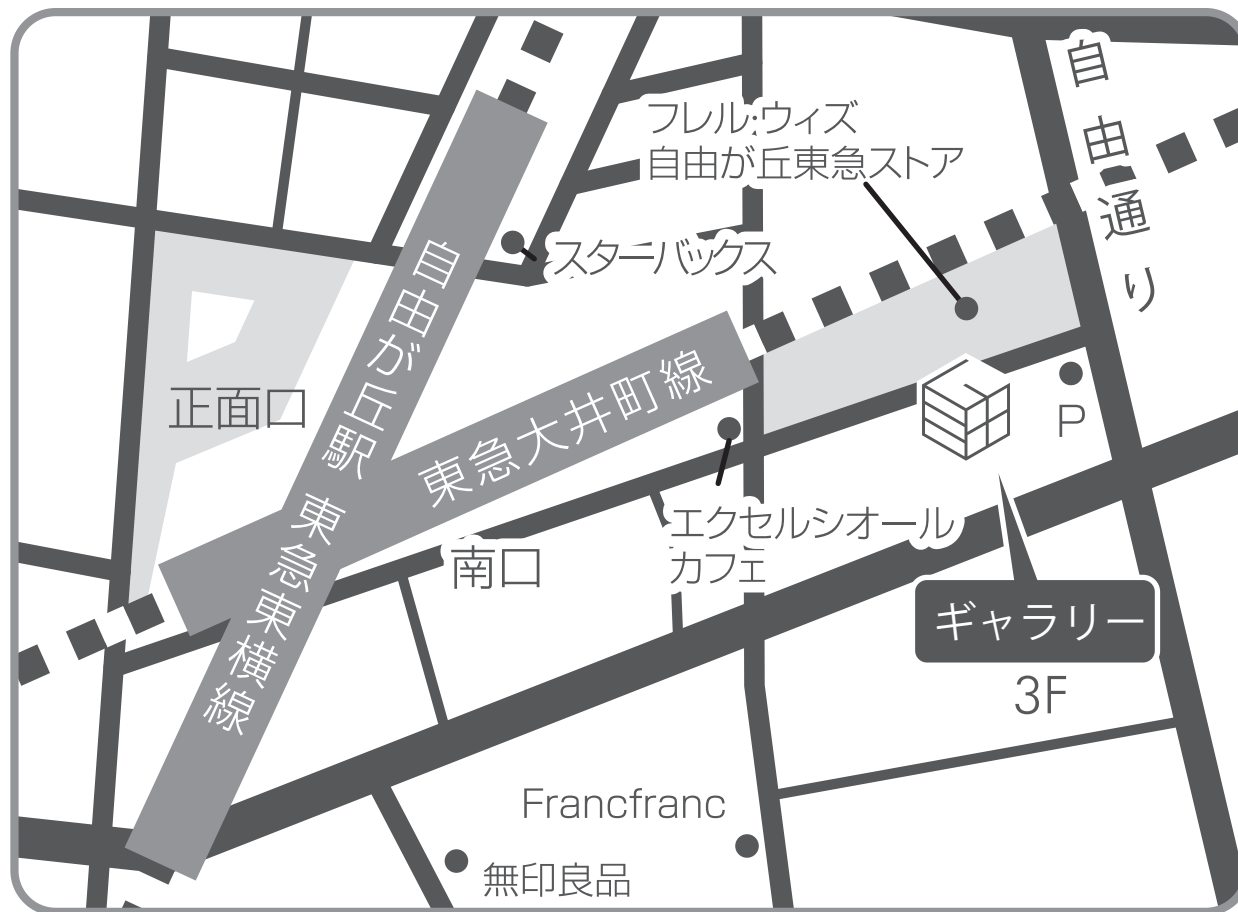 自由通り
フレル・ウィズ
自由が丘東急ストア
スターバックス
自由が丘駅 東急東横線
東急大井町線
正面口
P
エクセルシオール
カフェ
南口
ギャラリー
3F
Francfranc
無印良品